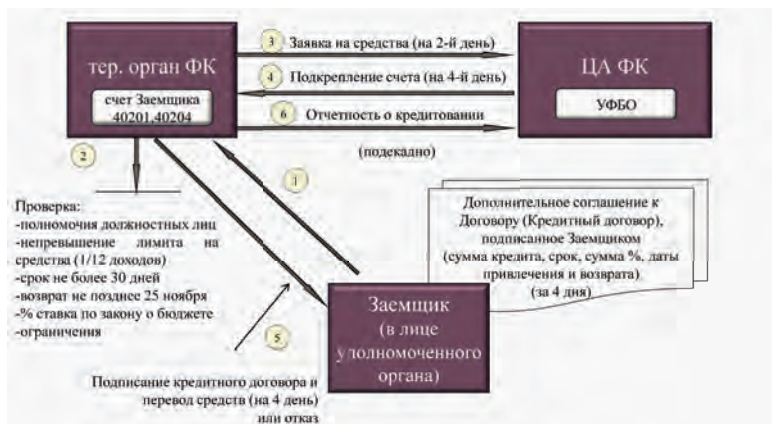 тер. орган ФК
счет Заемщика
40201,40204
3
Заявка на средства (на 2-й день)
4
Подкрепление счета (на 4-й день)
6
Отчетность о кредитовании
(подекадно)
ЦА ФК
УФБО
2
1
Проверка:
-полномочия должностных лиц
-непревышение лимита на
средства (1/12 доходов)
-срок не более 30 дней
-возврат не позднее 25 ноября
-% ставка по закону о бюджете
-ограничения
Дополнительное соглашение к
Договору (Кредитный договор),
подписанное Заемщиком
(сумма кредита, срок, сумма %, даты
привлечения и возврата)
(за 4 дня)
Заемщик
(в лице
уполномоченного
органа)
5
Подписание кредитного договора и
перевод средств (на 4 день)
или отказ